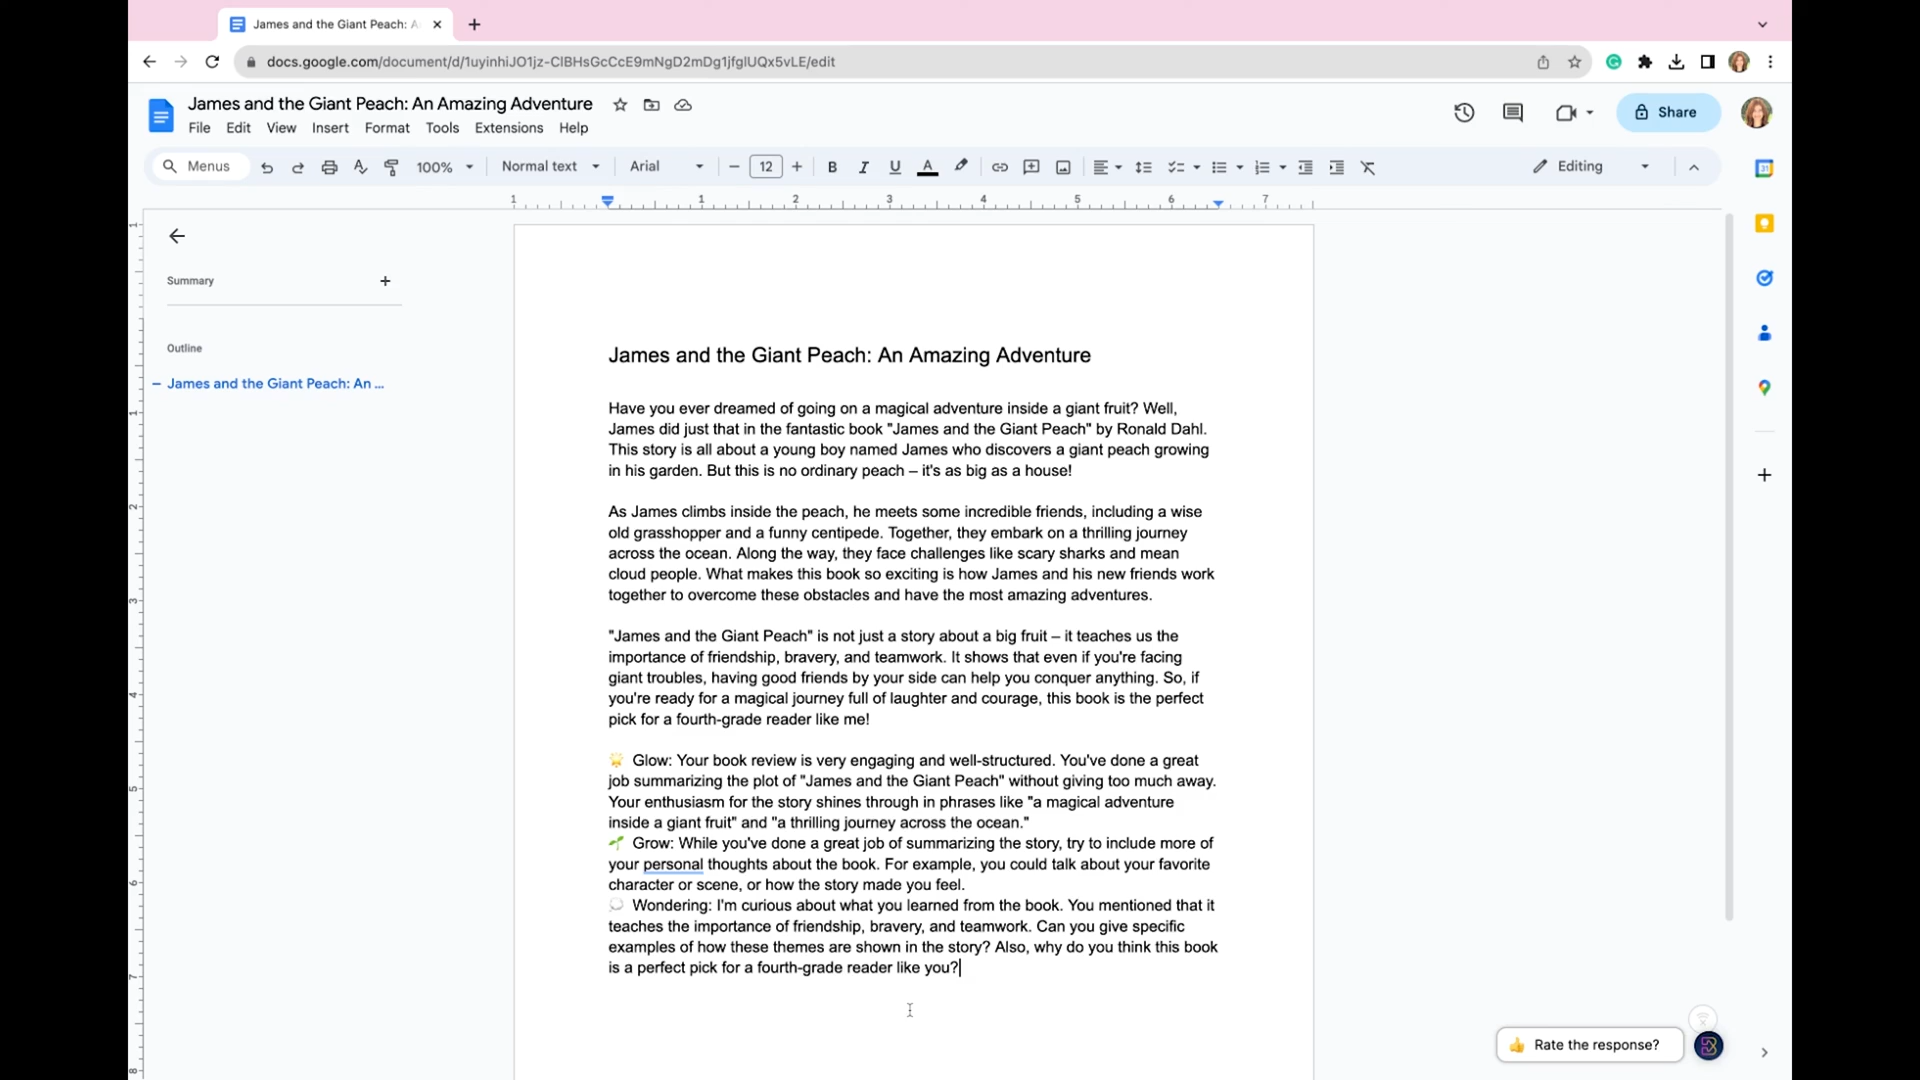 James and the Giant Peach: A
docs.google.com/document/d/1uyinhiJO1jz-ClBHsGcCcE9mNgD2mDg1jfglUQx5vLE/edit
James and the Giant Peach: An Amazing Adventure
File Edit View Insert Format Tools Extensions Help
Share
Menus 100% Normal text Arial 12 Editing
1 1 2 3 4 5 6 7
Summary
Outline
James and the Giant Peach: An ...
James and the Giant Peach: An Amazing Adventure
Have you ever dreamed of going on a magical adventure inside a giant fruit? Well,
James did just that in the fantastic book "James and the Giant Peach" by Ronald Dahl.
This story is all about a young boy named James who discovers a giant peach growing
in his garden. But this is no ordinary peach – it's as big as a house!
As James climbs inside the peach, he meets some incredible friends, including a wise
old grasshopper and a funny centipede. Together, they embark on a thrilling journey
across the ocean. Along the way, they face challenges like scary sharks and mean
cloud people. What makes this book so exciting is how James and his new friends work
together to overcome these obstacles and have the most amazing adventures.
"James and the Giant Peach" is not just a story about a big fruit – it teaches us the
importance of friendship, bravery, and teamwork. It shows that even if you're facing
giant troubles, having good friends by your side can help you conquer anything. So, if
you're ready for a magical journey full of laughter and courage, this book is the perfect
pick for a fourth-grade reader like me!
🌟 Glow: Your book review is very engaging and well-structured. You've done a great
job summarizing the plot of "James and the Giant Peach" without giving too much away.
Your enthusiasm for the story shines through in phrases like "a magical adventure
inside a giant fruit" and "a thrilling journey across the ocean."
🌱 Grow: While you've done a great job of summarizing the story, try to include more of
your personal thoughts about the book. For example, you could talk about your favorite
character or scene, or how the story made you feel.
💭 Wondering: I'm curious about what you learned from the book. You mentioned that it
teaches the importance of friendship, bravery, and teamwork. Can you give specific
examples of how these themes are shown in the story? Also, why do you think this book
is a perfect pick for a fourth-grade reader like you?
👍 Rate the response?